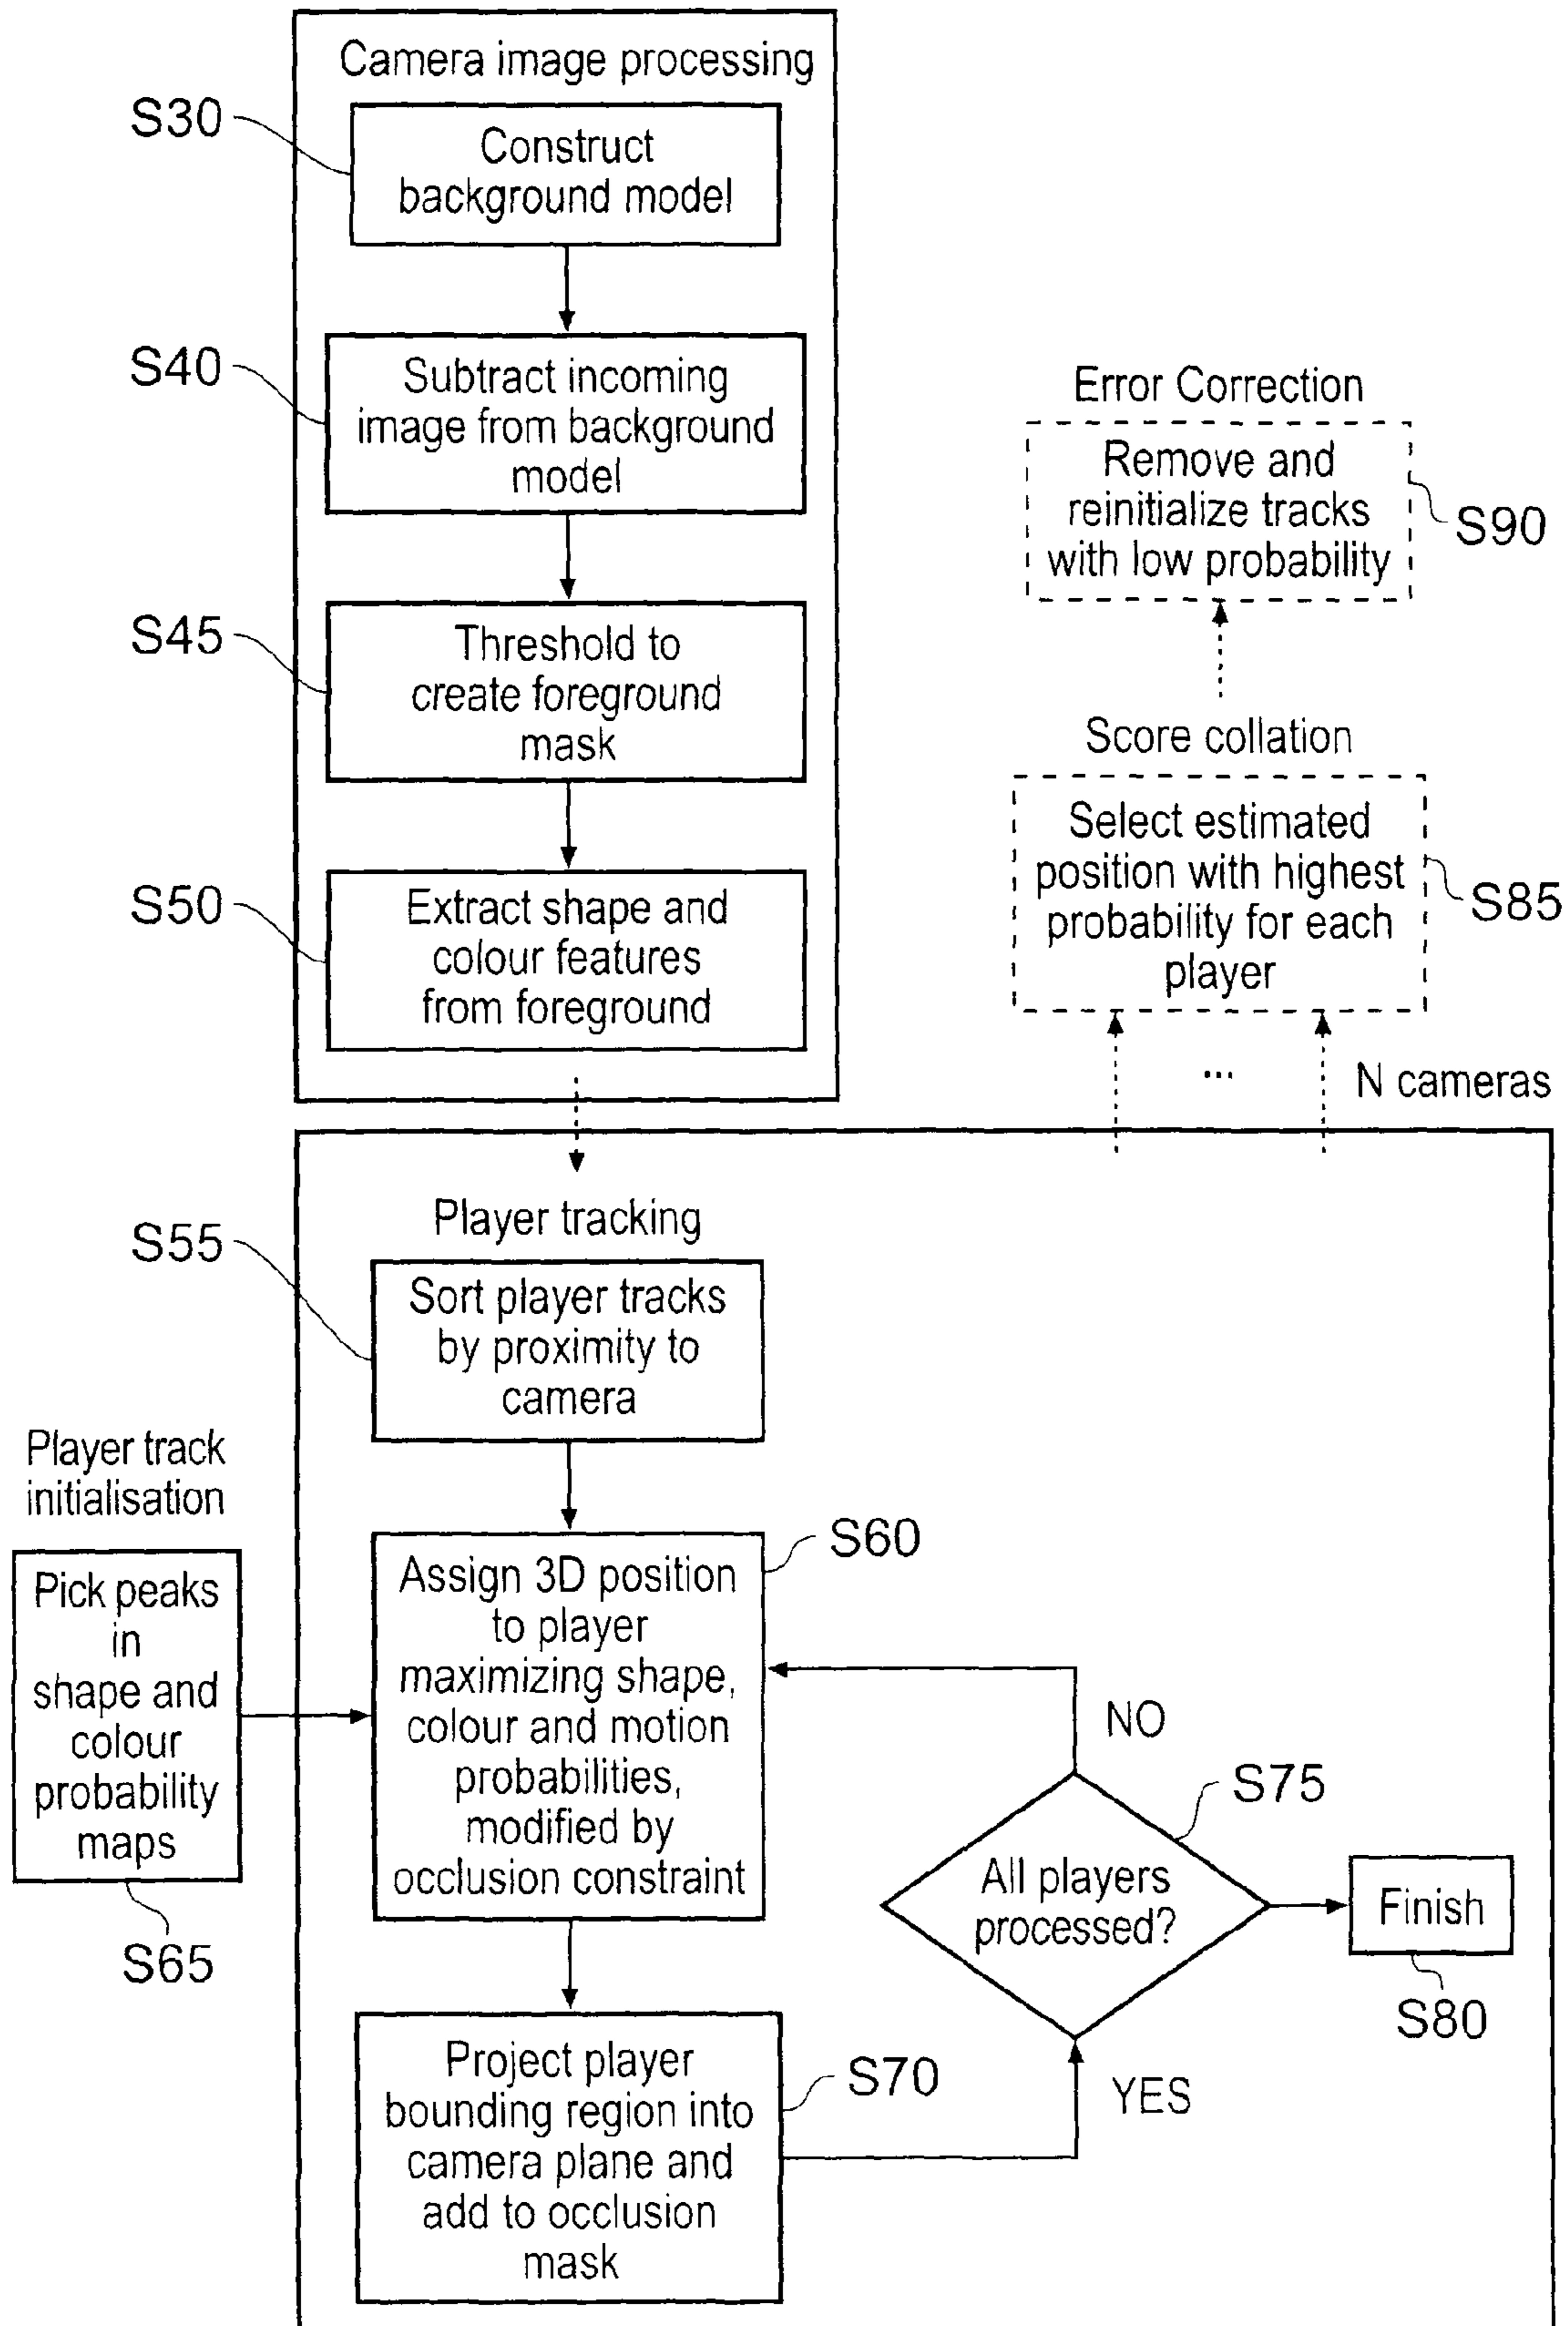 Camera image processing
S30
Construct
background model
S40
Subtract incoming
image from background
model
S45
Threshold to
create foreground
mask
S50
Extract shape and
colour features
from foreground
Error Correction
Remove and
reinitialize tracks
with low probability
S90
Score collation
Select estimated
position with highest
probability for each
player
S85
...
N cameras
Player tracking
S55
Sort player tracks
by proximity to
camera
Player track
initialisation
Pick peaks
in
shape and
colour
probability
maps
S65
S60
Assign 3D position
to player
maximizing shape,
colour and motion
probabilities,
modified by
occlusion constraint
NO
S75
All players
processed?
Finish
S80
YES
S70
Project player
bounding region into
camera plane and
add to occlusion
mask